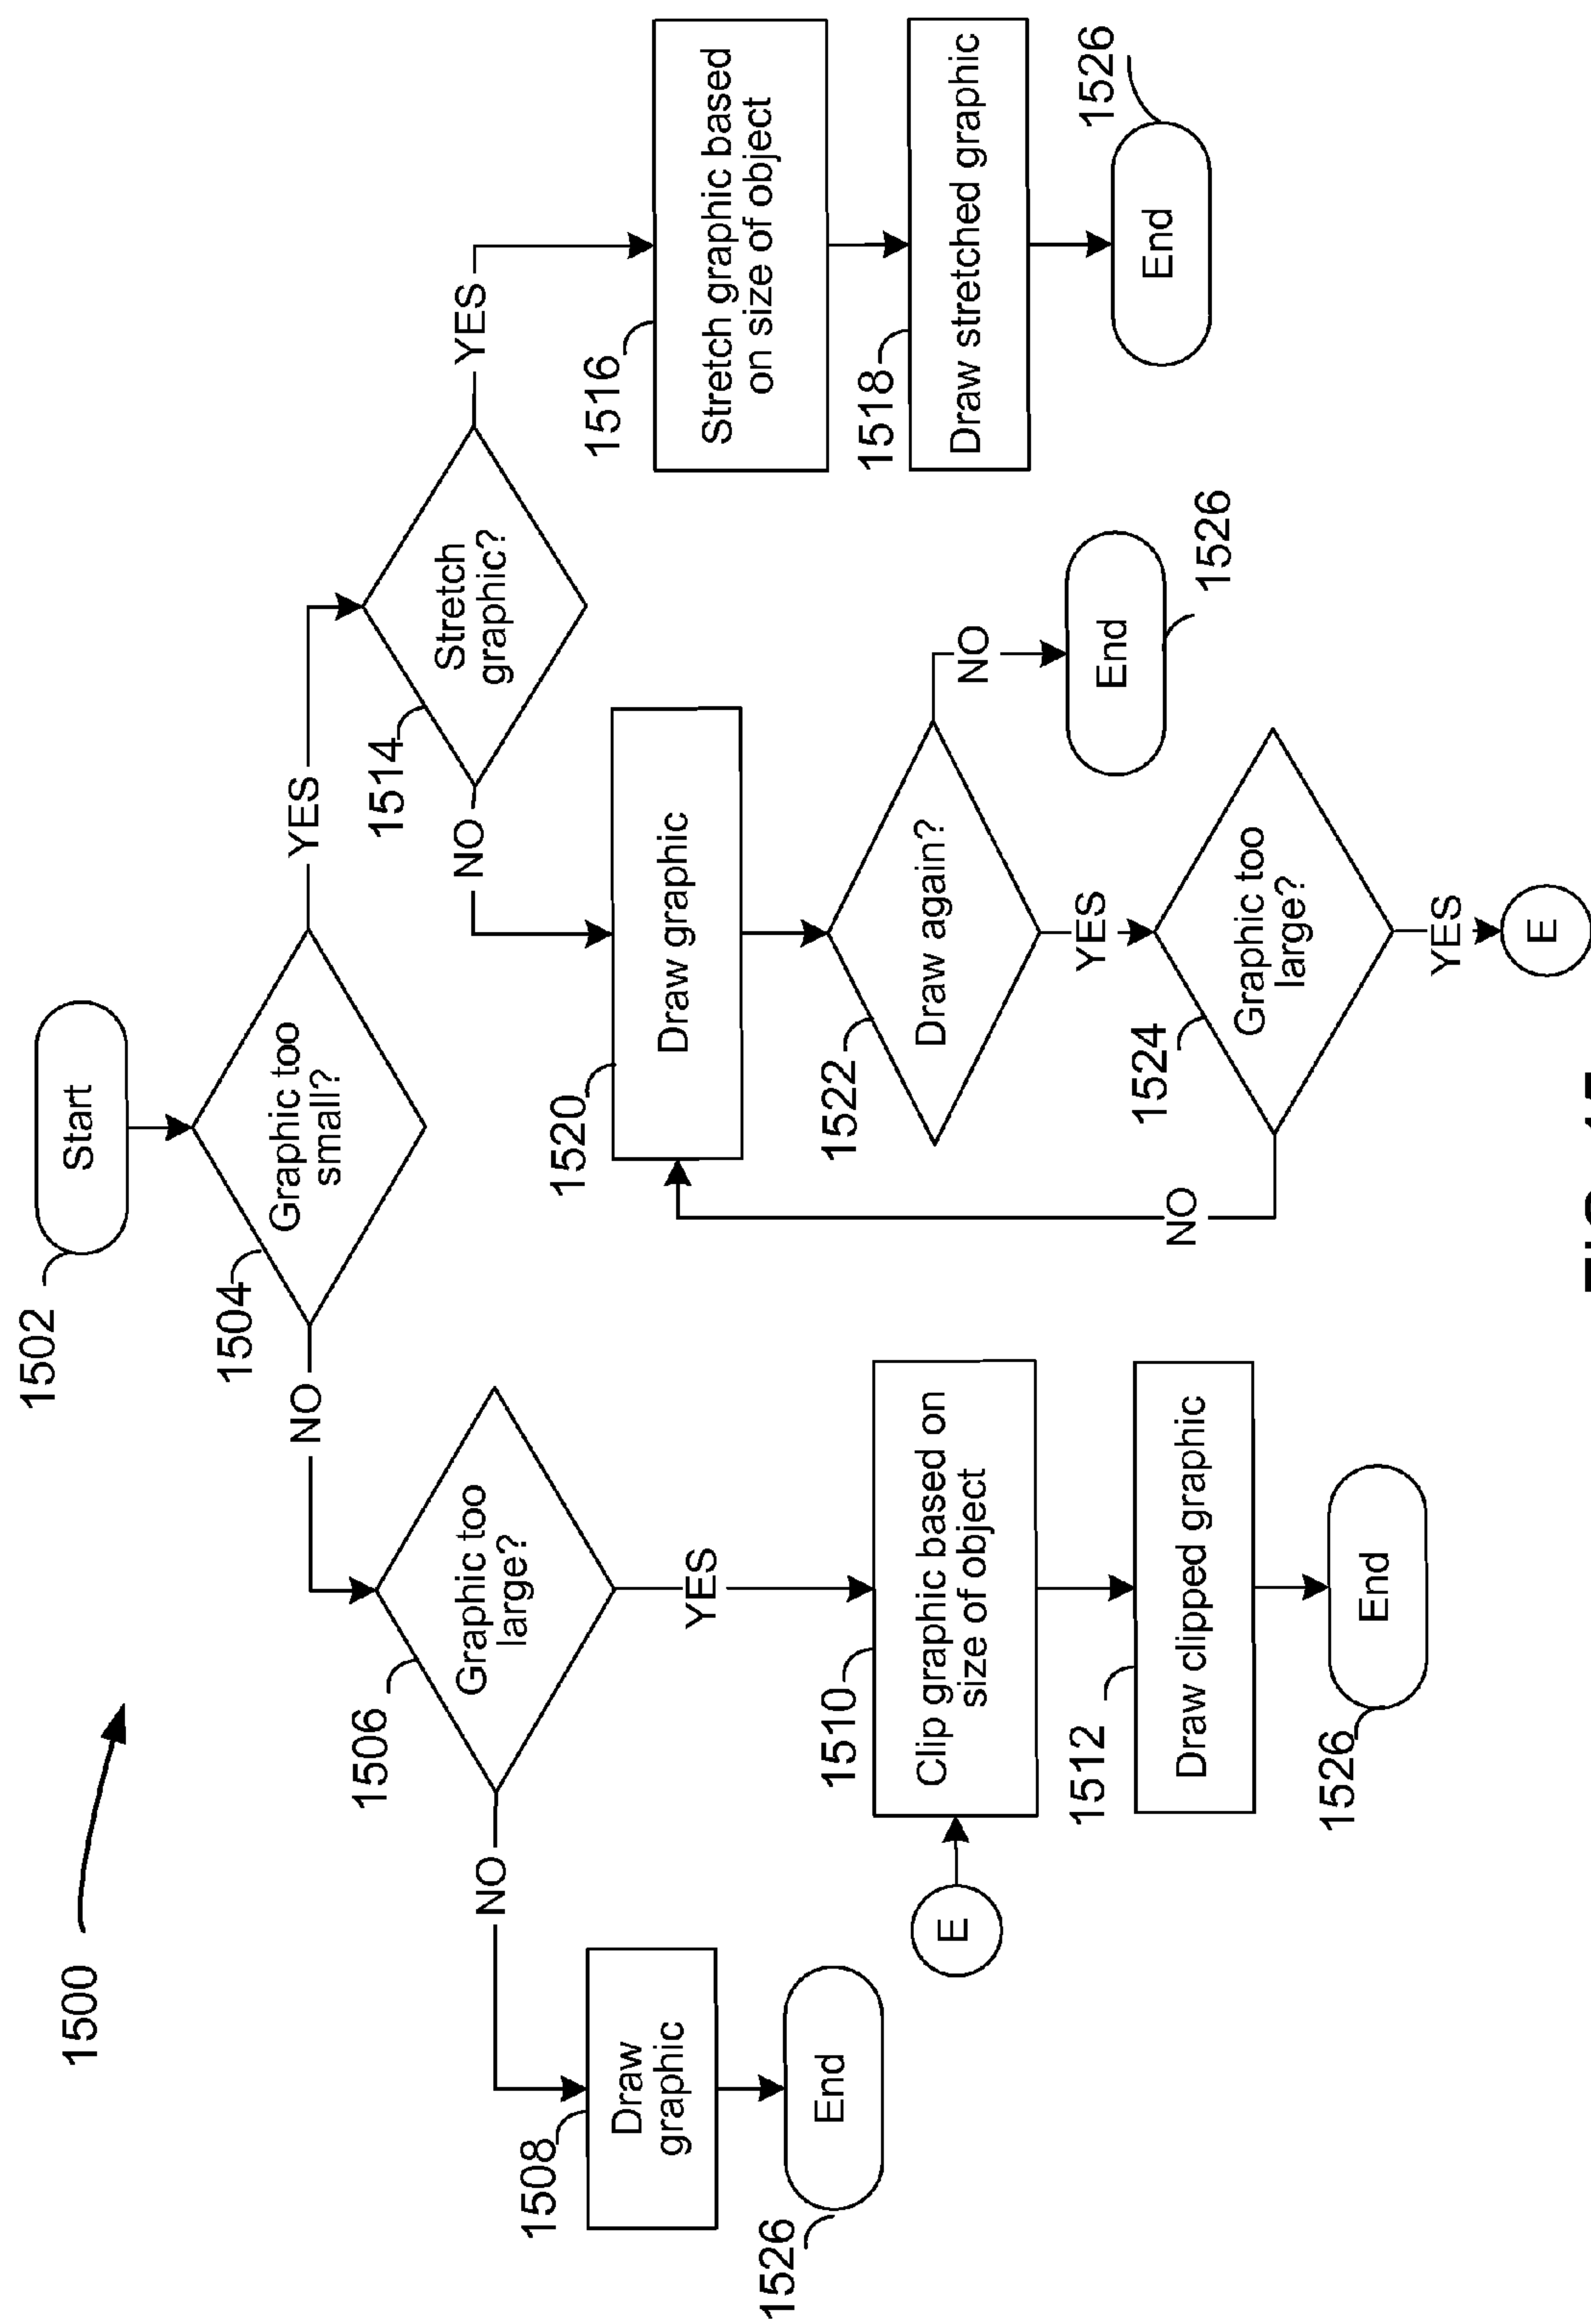 1500
1502
Start
1504
Graphic too
small?
NO
YES
1506
Graphic too
large?
1514
Stretch
graphic?
NO
YES
NO
YES
1508
Draw
graphic
1510
Clip graphic based on
size of object
1520
Draw graphic
1516
Stretch graphic based
on size of object
1526
End
E
1512
Draw clipped graphic
1522
Draw again?
NO
1518
Draw stretched graphic
YES
End
1526
End
1526
1526
End
NO
1524
Graphic too
large?
YES
E